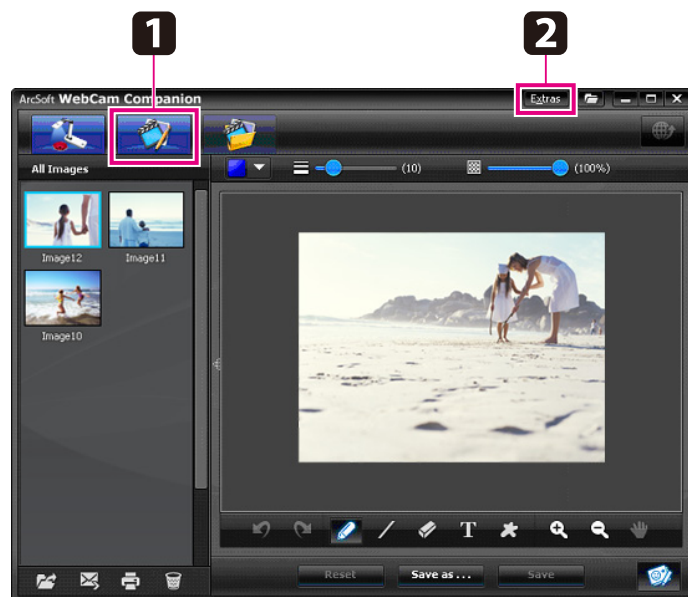 1
2
ArcSoft WebCam Companion
Extras
All Images
(10)
(100%)
Image12
Image11
Image10
T
Reset
Save as ...
Save